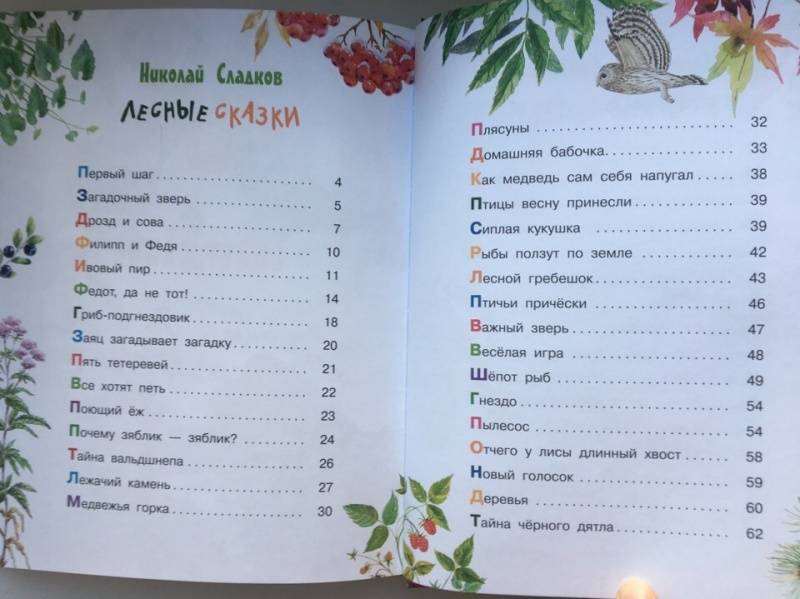 Николай Сладков
Лесные сказки
Первый шаг 4
Загадочный зверь 5
Дрозд и сова 7
Филипп и Федя 10
Ивовый пир 11
Федот, да не тот! 14
Гриб-подгнездовик 18
Заяц загадывает загадку 20
Пять тетеревей 21
Все хотят петь 22
Поющий ёж 23
Почему зяблик — зяблик? 24
Тайна вальдшнепа 26
Лежачий камень 27
Медвежья горка 30
Плясуны 32
Домашняя бабочка 33
Как медведь сам себя напугал 38
Птицы весну принесли 39
Сиплая кукушка 39
Рыбы ползут по земле 42
Лесной гребешок 43
Птичьи причёски 46
Важный зверь 47
Весёлая игра 48
Шёпот рыб 49
Гнездо 54
Пылесос 54
Отчего у лисы длинный хвост 58
Новый голосок 59
Деревья 60
Тайна чёрного дятла 62